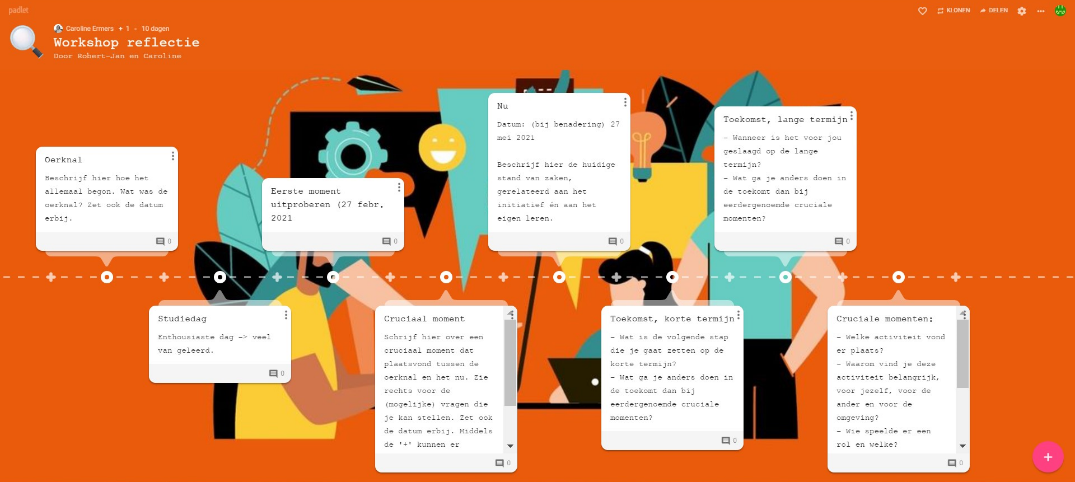 padlet
KLONEN
DELEN
Caroline Ermers + 1 • 10 dagen
Workshop reflectie
Door Robert-Jan en Caroline
Oerknal
Beschrijf hier hoe het
allemaal begon. Wat was de
oerknal? Zet ook de datum
erbij.
0
Studiedag
Enthousiaste dag -> veel
van geleerd.
0
Eerste moment
uitproberen (27 febr,
2021
0
Cruciaal moment
Schrijf hier over een
cruciaal moment dat
plaatsvond tussen de
oerknal en het nu. Zie
rechts voor de
(mogelijke) vragen die
je kan stellen. Zet ook
de datum erbij. Middels
de '+' kunnen er
0
Nu
Datum: (bij benadering) 27
mei 2021
Beschrijf hier de huidige
stand van zaken,
gerelateerd aan het
initiatief én aan het
eigen leren.
0
Toekomst, korte termijn
- Wat is de volgende stap
die je gaat zetten op de
korte termijn?
- Wat ga je anders doen in
de toekomt dan bij
eerdergenoemde cruciale
momenten?
0
Toekomst, lange termijn
- Wanneer is het voor jou
geslaagd op de lange
termijn?
- Wat ga je anders doen in
de toekomt dan bij
eerdergenoemde cruciale
momenten?
0
Cruciale momenten:
- Welke activiteit vond
er plaats?
- Waarom vind je deze
activiteit belangrijk,
voor jezelf, voor de
ander en voor de
omgeving?
- Wie speelde er een
rol en welke?
0